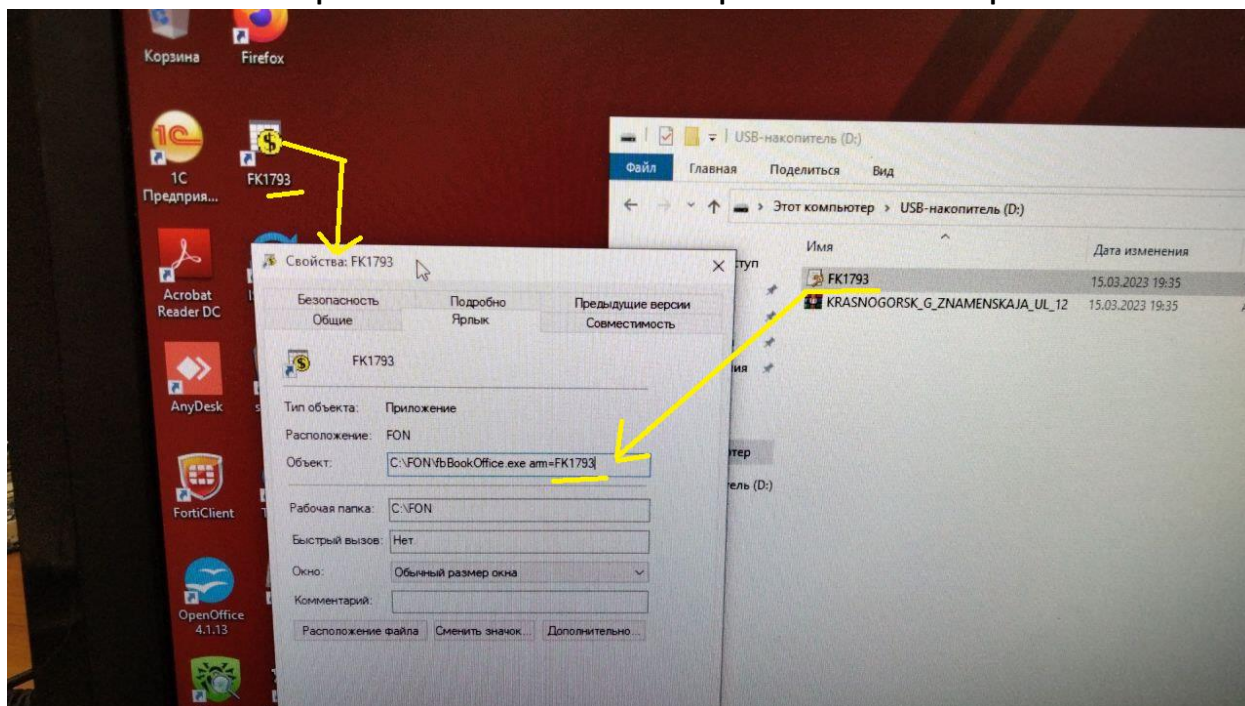 Корзина
Firefox
1С
Предприя...
FK1793
Acrobat
Reader DC
AnyDesk
FortiClient
OpenOffice
4.1.13
USB-накопитель (D:)
Файл Главная Поделиться Вид
Этот компьютер > USB-накопитель (D:)
Имя Дата изменения
FK1793 15.03.2023 19:35
KRASNOGORSK_G_ZNAMENSKAJA_UL_12 15.03.2023 19:35
Свойства: FK1793
Безопасность Подробно Предыдущие версии
Общие Ярлык Совместимость
FK1793
Тип объекта: Приложение
Расположение: FON
Объект: C:\FON\fbBookOffice.exe arm=FK1793
Рабочая папка: C:\FON
Быстрый вызов: Нет
Окно: Обычный размер окна
Комментарий:
Расположение файла Сменить значок... Дополнительно...